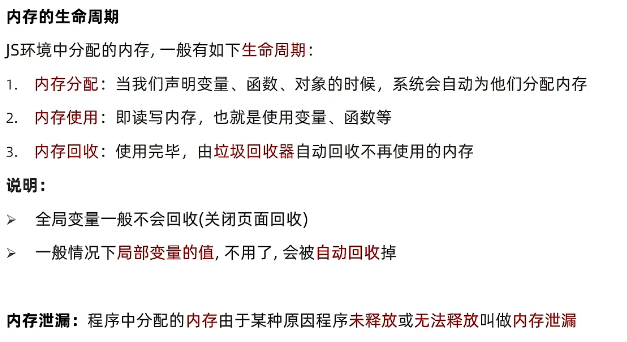 内存的生命周期
JS环境中分配的内存, 一般有如下生命周期：
1. 内存分配：当我们声明变量、函数、对象的时候，系统会自动为他们分配内存
2. 内存使用：即读写内存，也就是使用变量、函数等
3. 内存回收：使用完毕，由垃圾回收器自动回收不再使用的内存
说明：
➢ 全局变量一般不会回收(关闭页面回收)
➢ 一般情况下局部变量的值, 不用了, 会被自动回收掉
内存泄漏：程序中分配的内存由于某种原因程序未释放或无法释放叫做内存泄漏